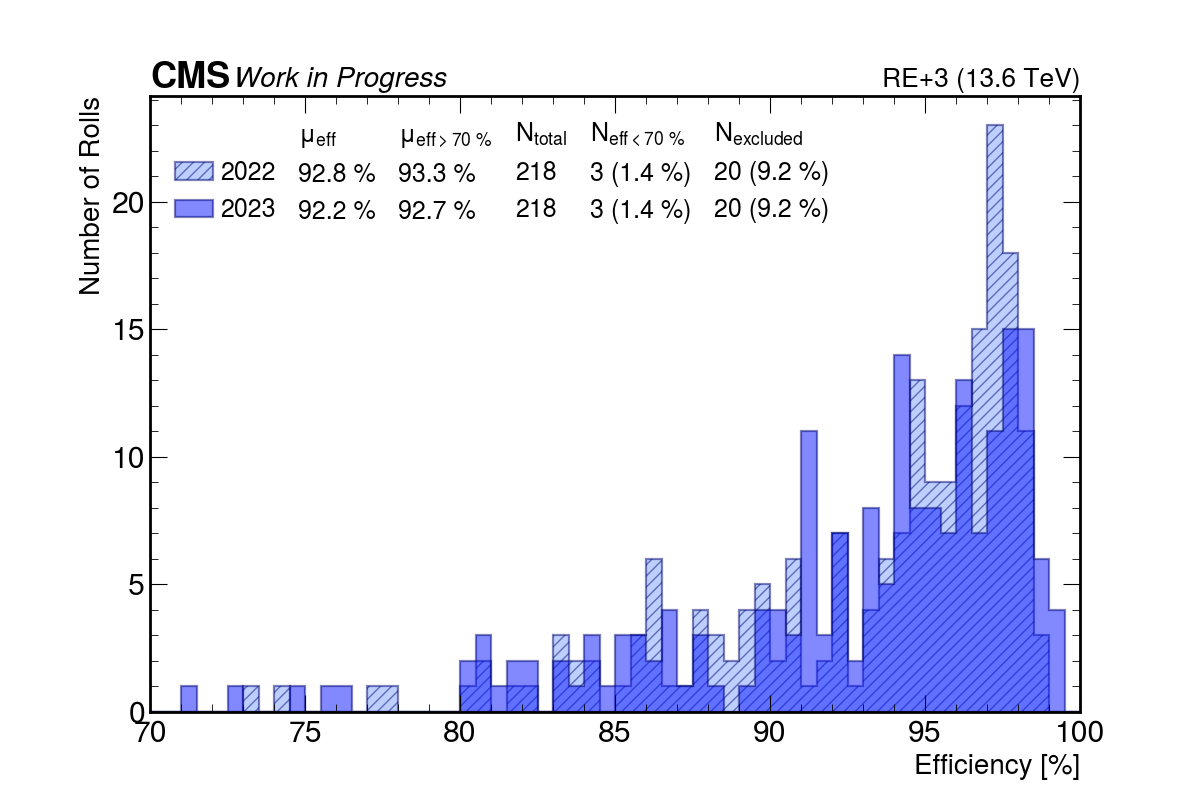 CMS Work in Progress RE+3 (13.6 TeV)
Number of Rolls
μeff μeff > 70 % Ntotal Neff < 70 % Nexcluded
2022 92.8 % 93.3 % 218 3 (1.4 %) 20 (9.2 %)
2023 92.2 % 92.7 % 218 3 (1.4 %) 20 (9.2 %)
20
15
10
5
0
70 75 80 85 90 95 100
Efficiency [%]